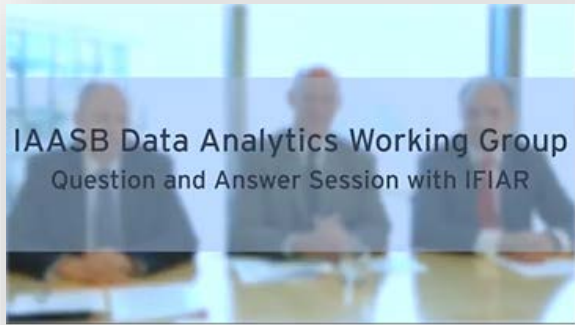 IAASB Data Analytics Working Group
Question and Answer Session with IFIAR